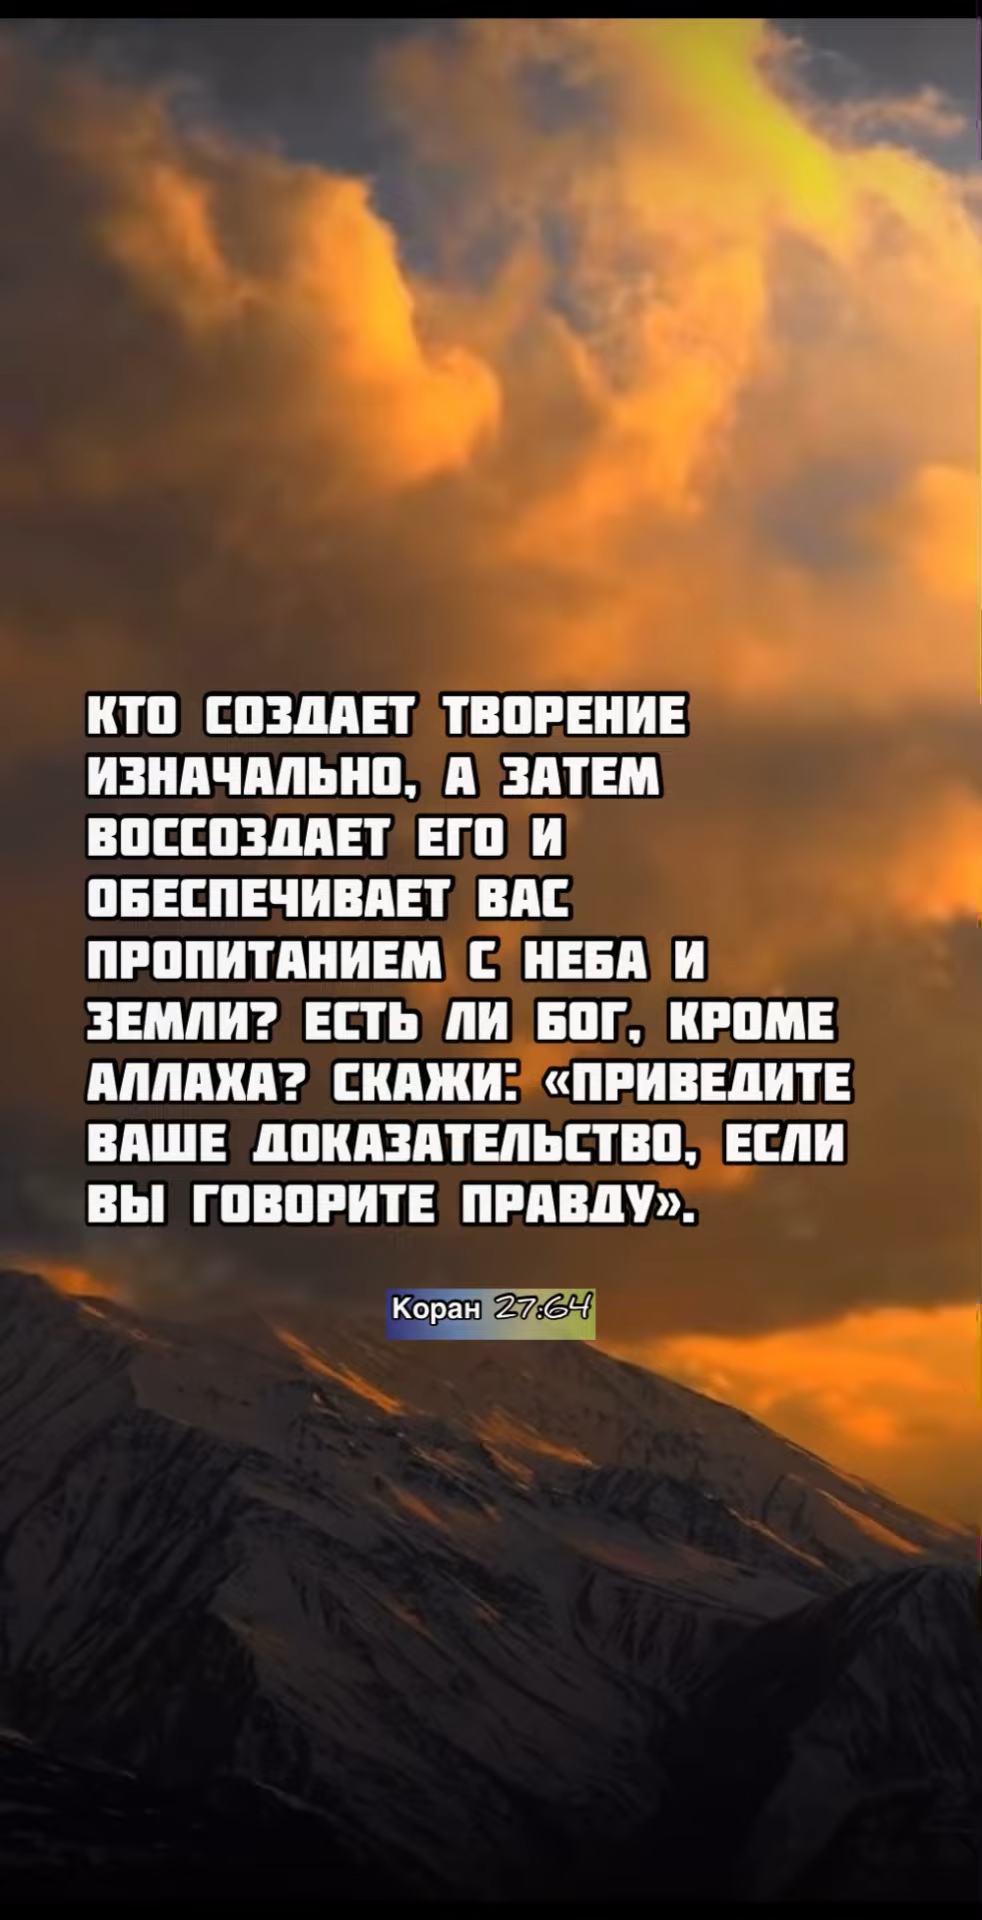 КТО СОЗДАЕТ ТВОРЕНИЕ
ИЗНАЧАЛЬНО, А ЗАТЕМ
ВОССОЗДАЕТ ЕГО И
ОБЕСПЕЧИВАЕТ ВАС
ПРОПИТАНИЕМ С НЕБА И
ЗЕМЛИ? ЕСТЬ ЛИ БОГ, КРОМЕ
АЛЛАХА? СКАЖИ: «ПРИВЕДИТЕ
ВАШЕ ДОКАЗАТЕЛЬСТВО, ЕСЛИ
ВЫ ГОВОРИТЕ ПРАВДУ».
Коран 27:64